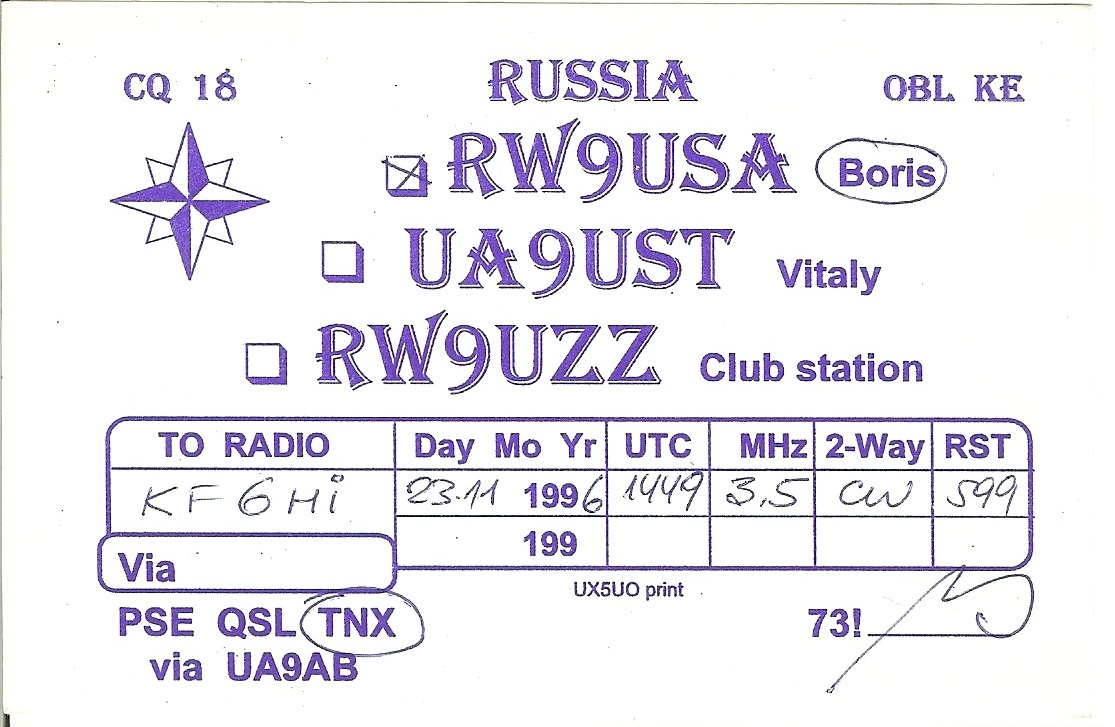 CQ 18 RUSSIA OBL KE
RW9USA Boris
UA9UST Vitaly
RW9UZZ Club station
TO RADIO Day Mo Yr UTC MHz 2-Way RST
KF6Hi 23.11 1996 1449 3,5 CW 599
199
Via
UX5UO print
PSE QSL TNX 73!
via UA9AB